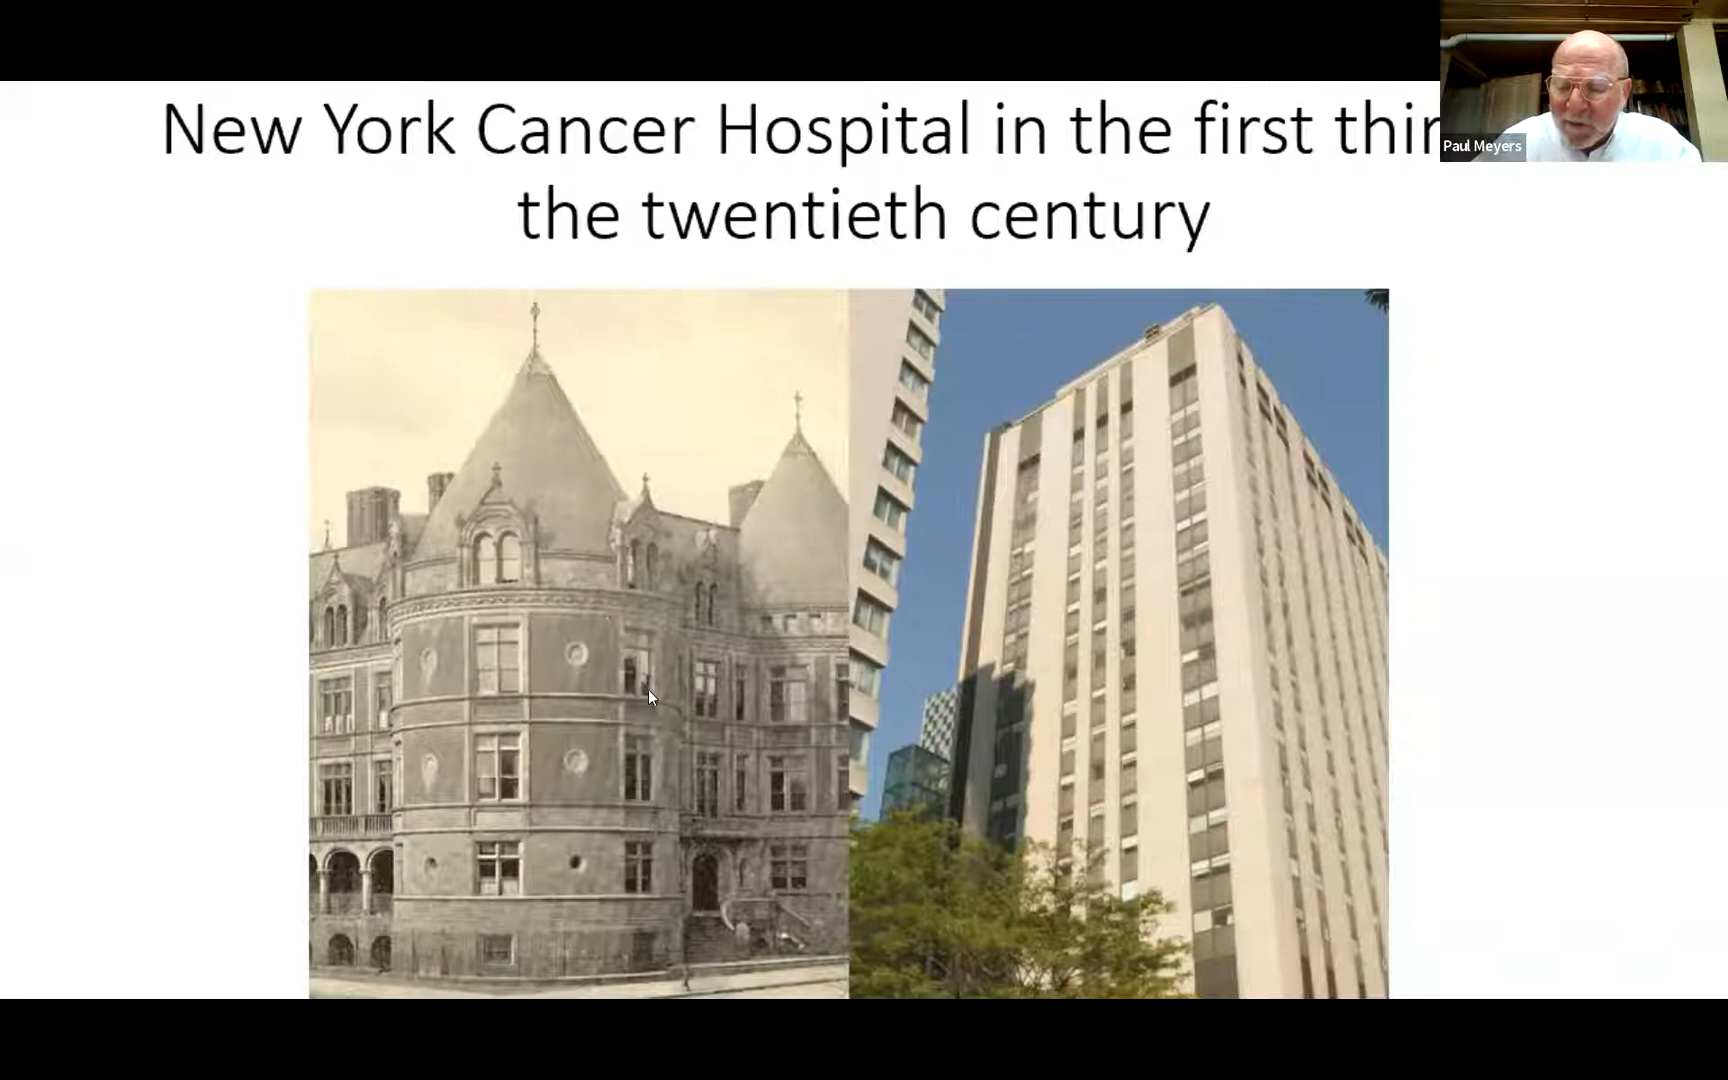 New York Cancer Hospital in the first thir
the twentieth century
Paul Meyers